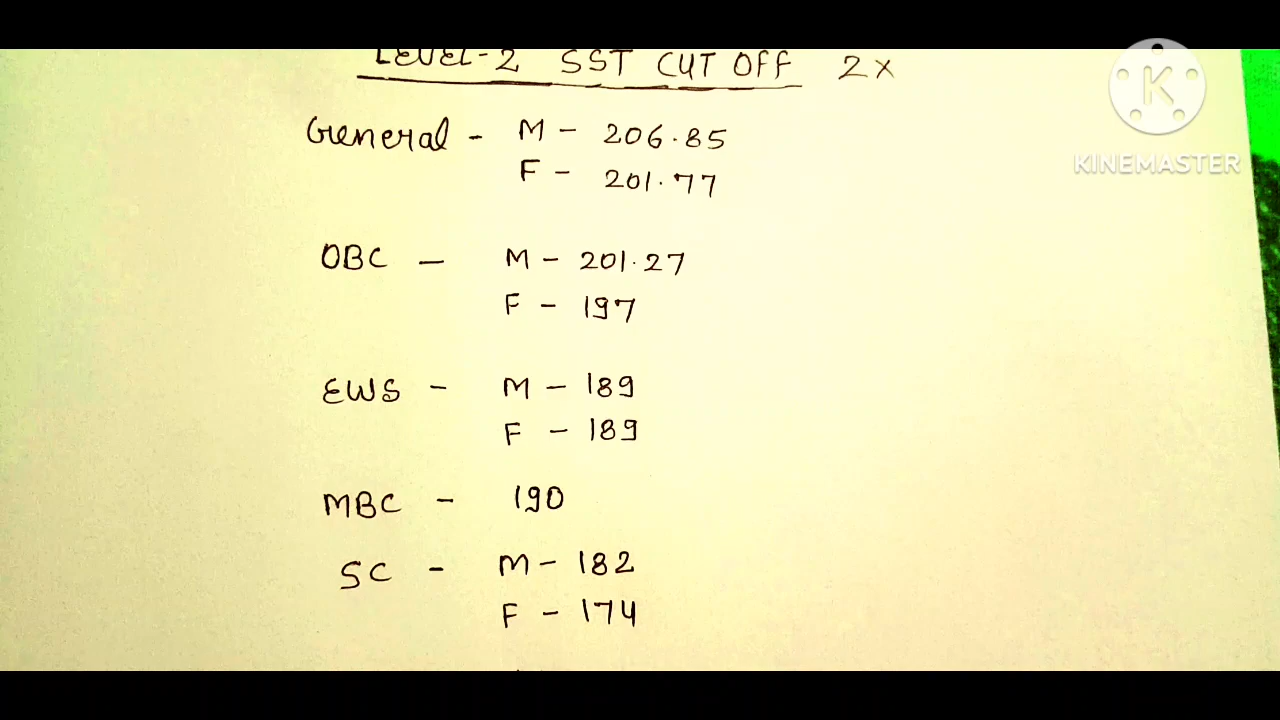 LEVEL-2 SST CUT OFF 2X
General - M - 206.85
F - 201.77
OBC - M - 201.27
F - 197
EWS - M - 189
F - 189
MBC - 190
SC - M - 182
F - 174
K
KINEMASTER